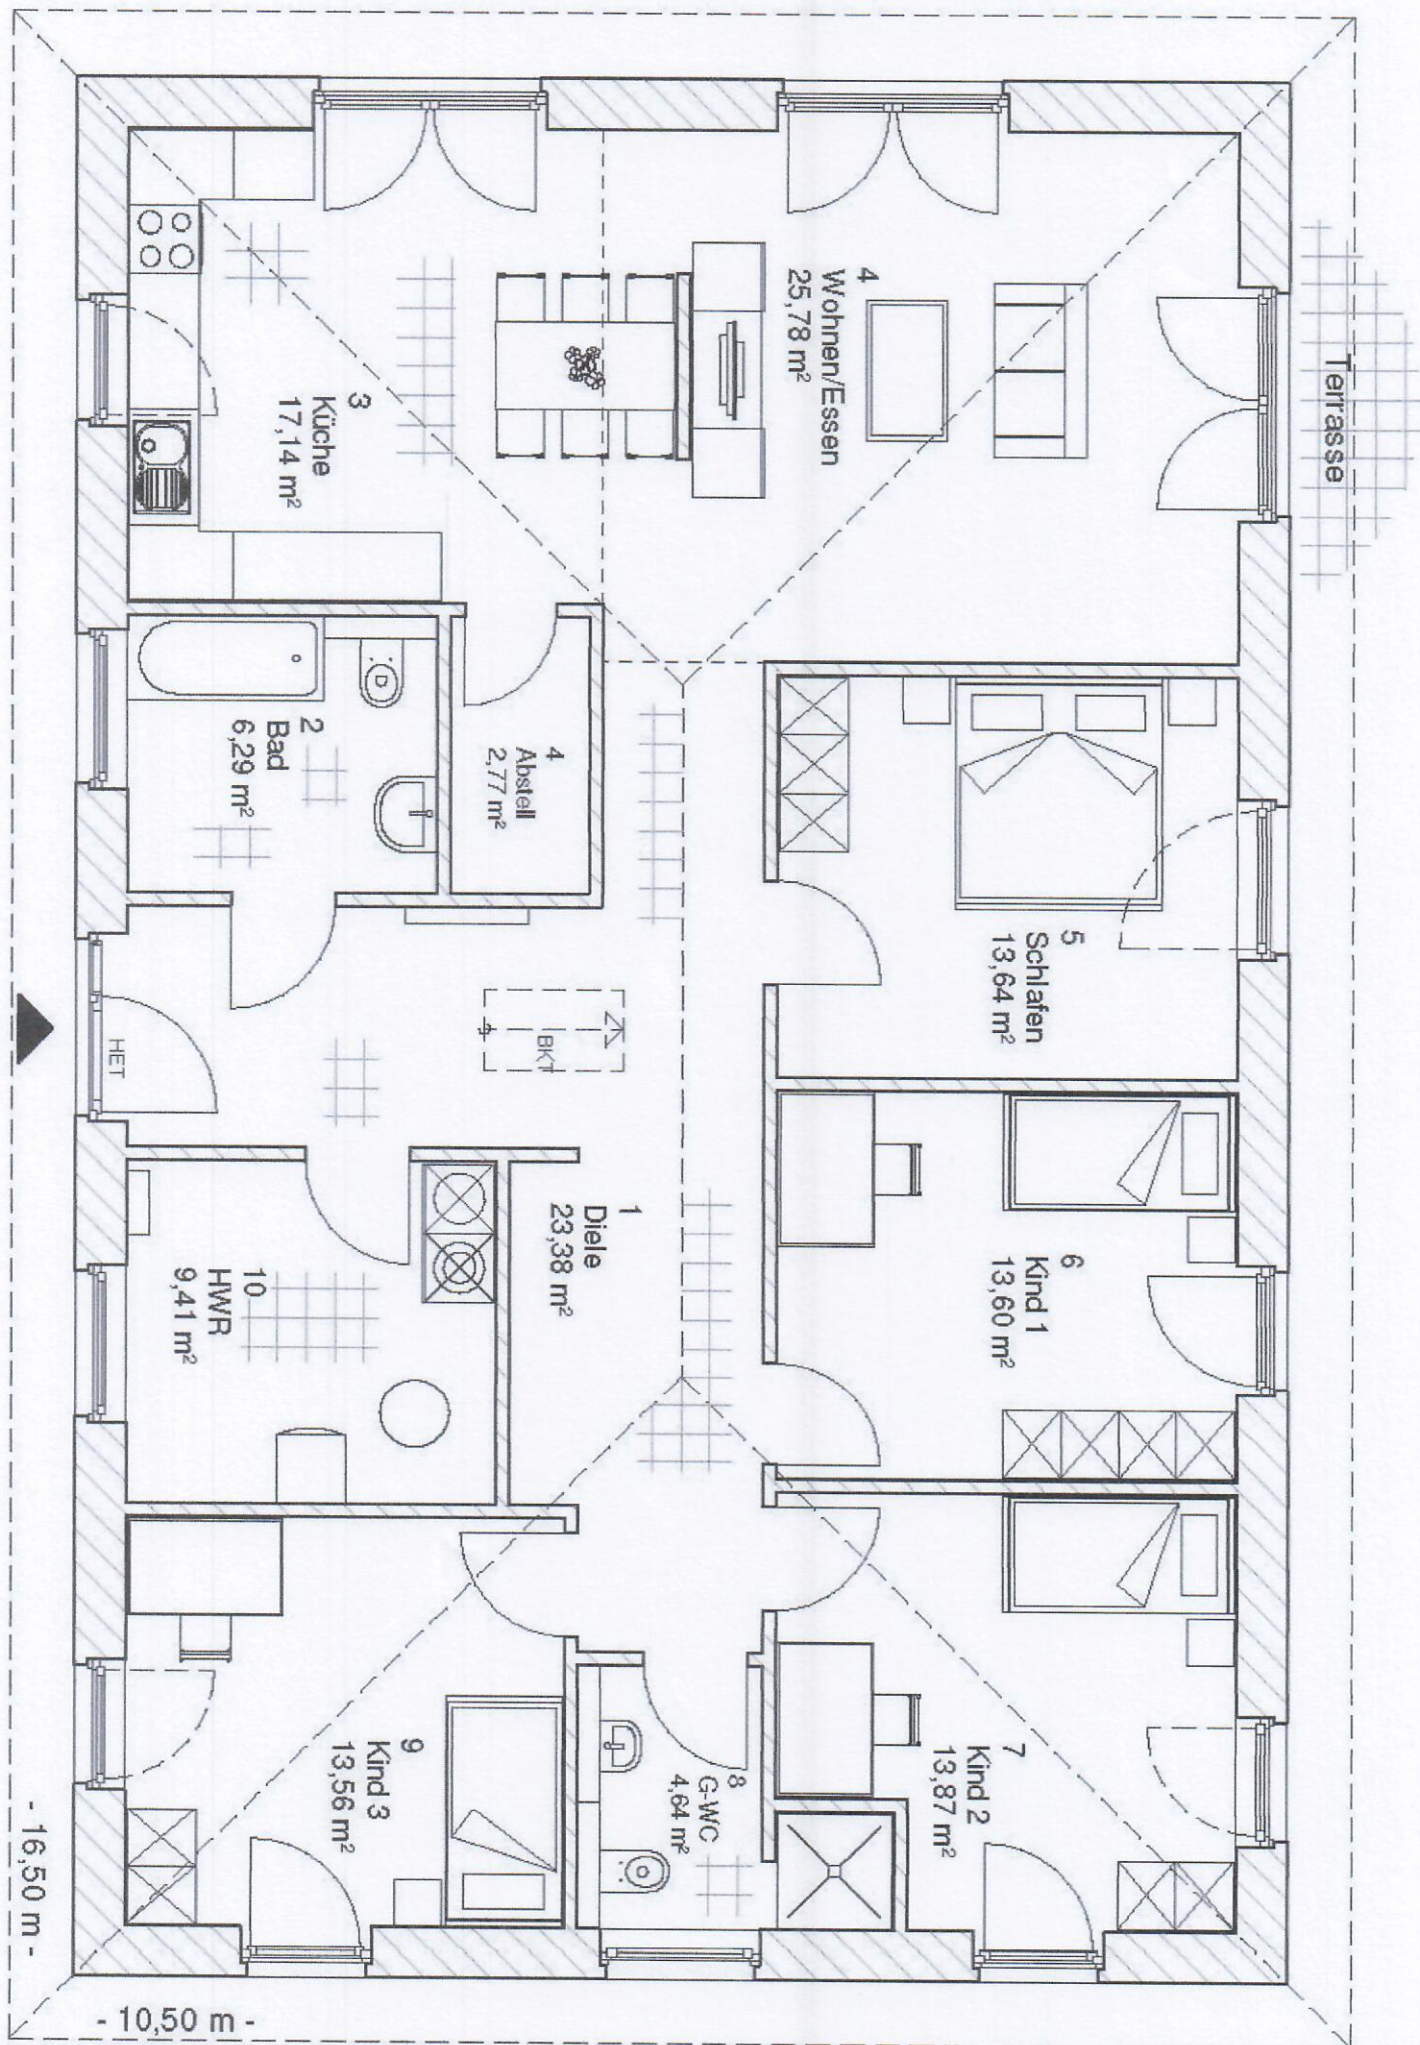 Terrasse
4
Wohnen/Essen
25,78 m²
5
Schlafen
13,64 m²
6
Kind 1
13,60 m²
7
Kind 2
13,87 m²
3
Küche
17,14 m²
4
Abstell
2,77 m²
2
Bad
6,29 m²
BKT
HET
1
Diele
23,38 m²
10
HWR
9,41 m²
8
G-WC
4,64 m²
9
Kind 3
13,56 m²
- 16,50 m -
- 10,50 m -